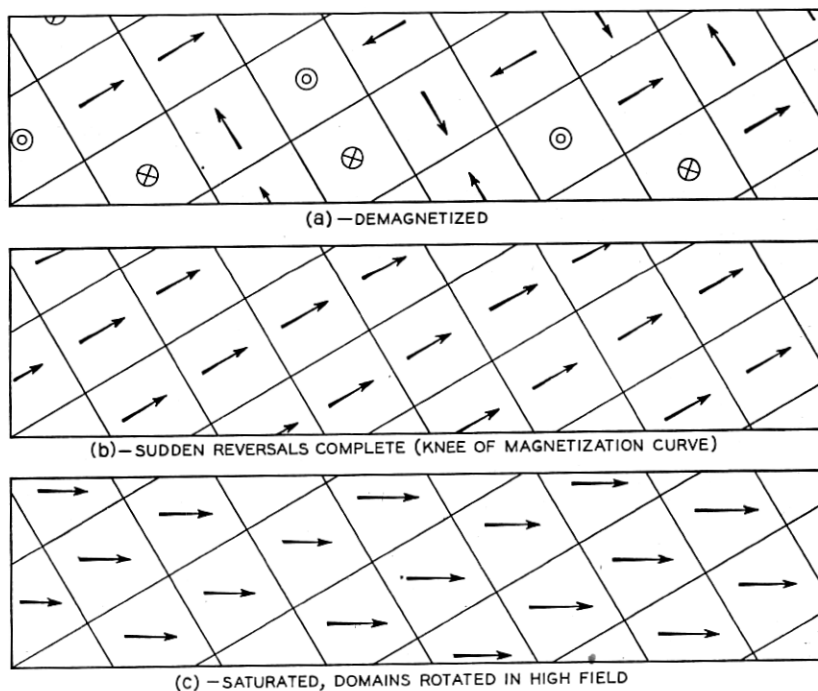 (a)—DEMAGNETIZED
(b)—SUDDEN REVERSALS COMPLETE (KNEE OF MAGNETIZATION CURVE)
(c)—SATURATED, DOMAINS ROTATED IN HIGH FIELD